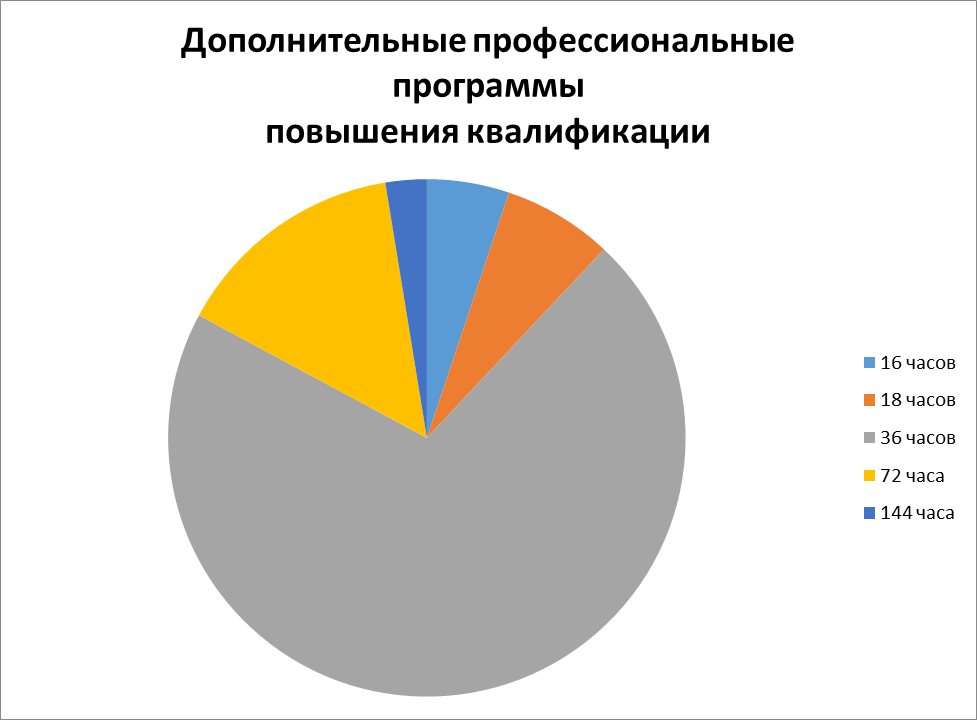 Дополнительные профессиональные
программы
повышения квалификации
16 часов
18 часов
36 часов
72 часа
144 часа